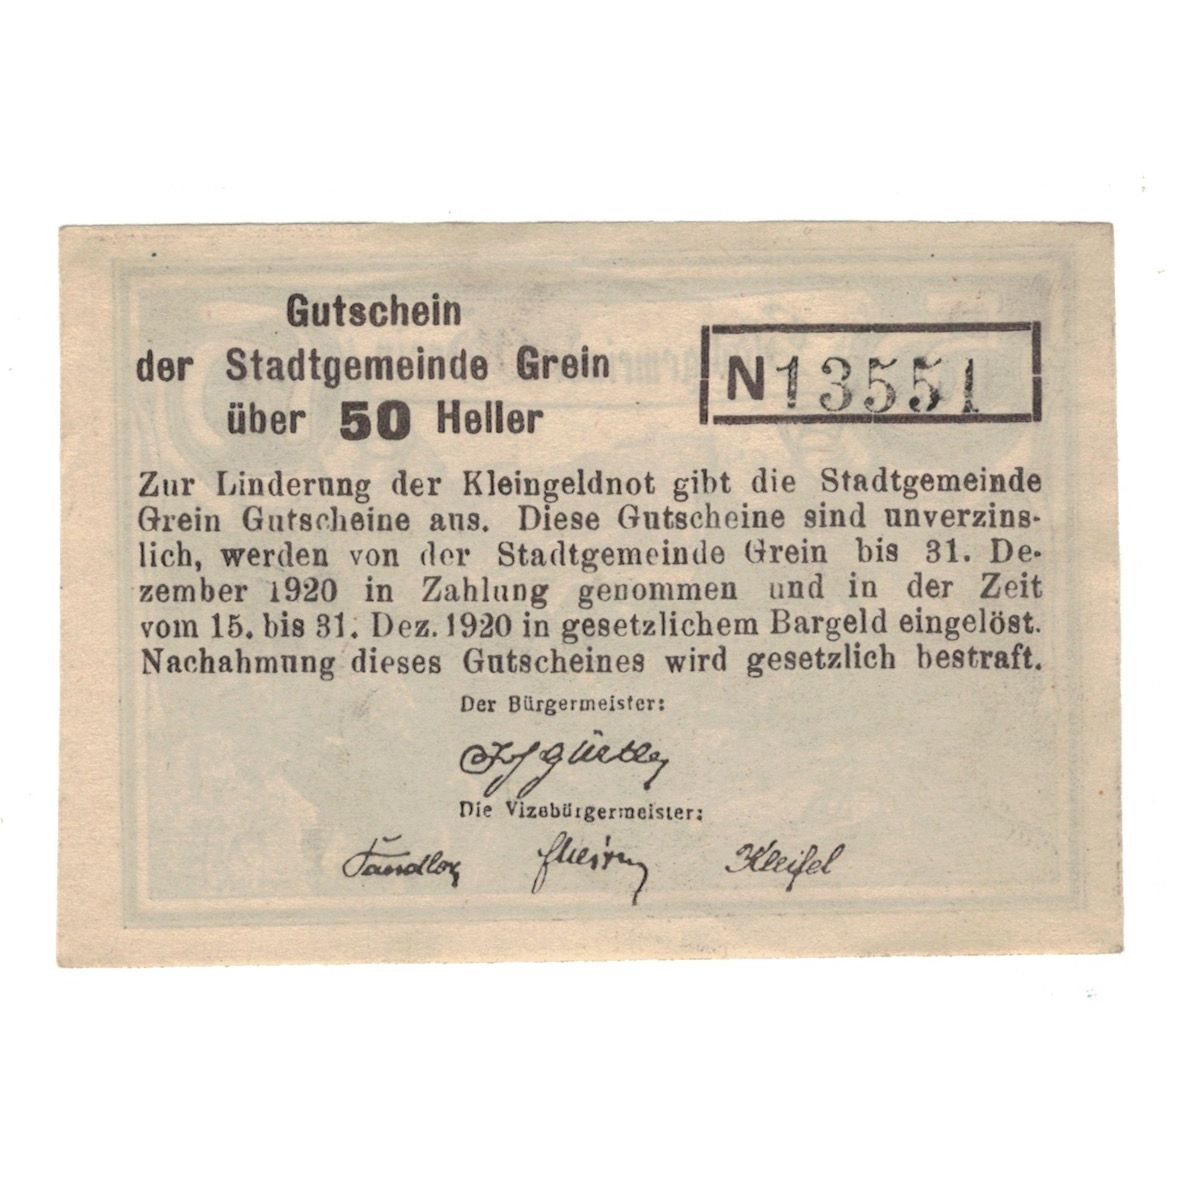 Gutschein
der Stadtgemeinde Grein
über 50 Heller
N 13551
Zur Linderung der Kleingeldnot gibt die Stadtgemeinde
Grein Gutscheine aus. Diese Gutscheine sind unverzins-
lich, werden von der Stadtgemeinde Grein bis 31. De-
zember 1920 in Zahlung genommen und in der Zeit
vom 15. bis 31. Dez. 1920 in gesetzlichem Bargeld eingelöst.
Nachahmung dieses Gutscheines wird gesetzlich bestraft.
Der Bürgermeister:
Die Vizebürgermeister: